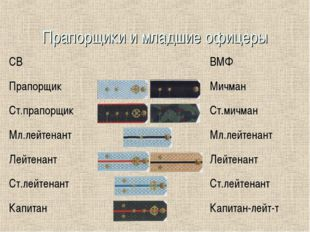 Прапорщики и младшие офицеры
СВ ВМФ
Прапорщик Мичман
Ст.прапорщик Ст.мичман
Мл.лейтенант Мл.лейтенант
Лейтенант Лейтенант
Ст.лейтенант Ст.лейтенант
Капитан Капитан-лейт-т